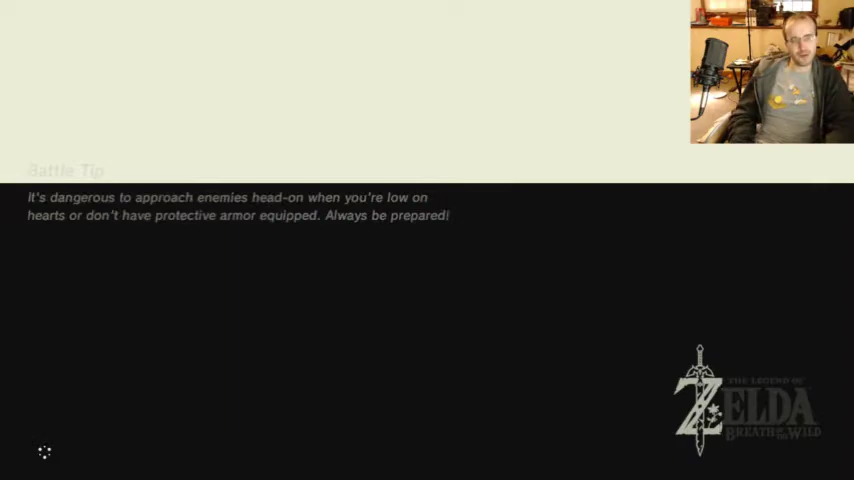 Battle Tip
It's dangerous to approach enemies head-on when you're low on
hearts or don't have protective armor equipped. Always be prepared!
THE LEGEND OF
ZELDA
BREATH OF THE WILD